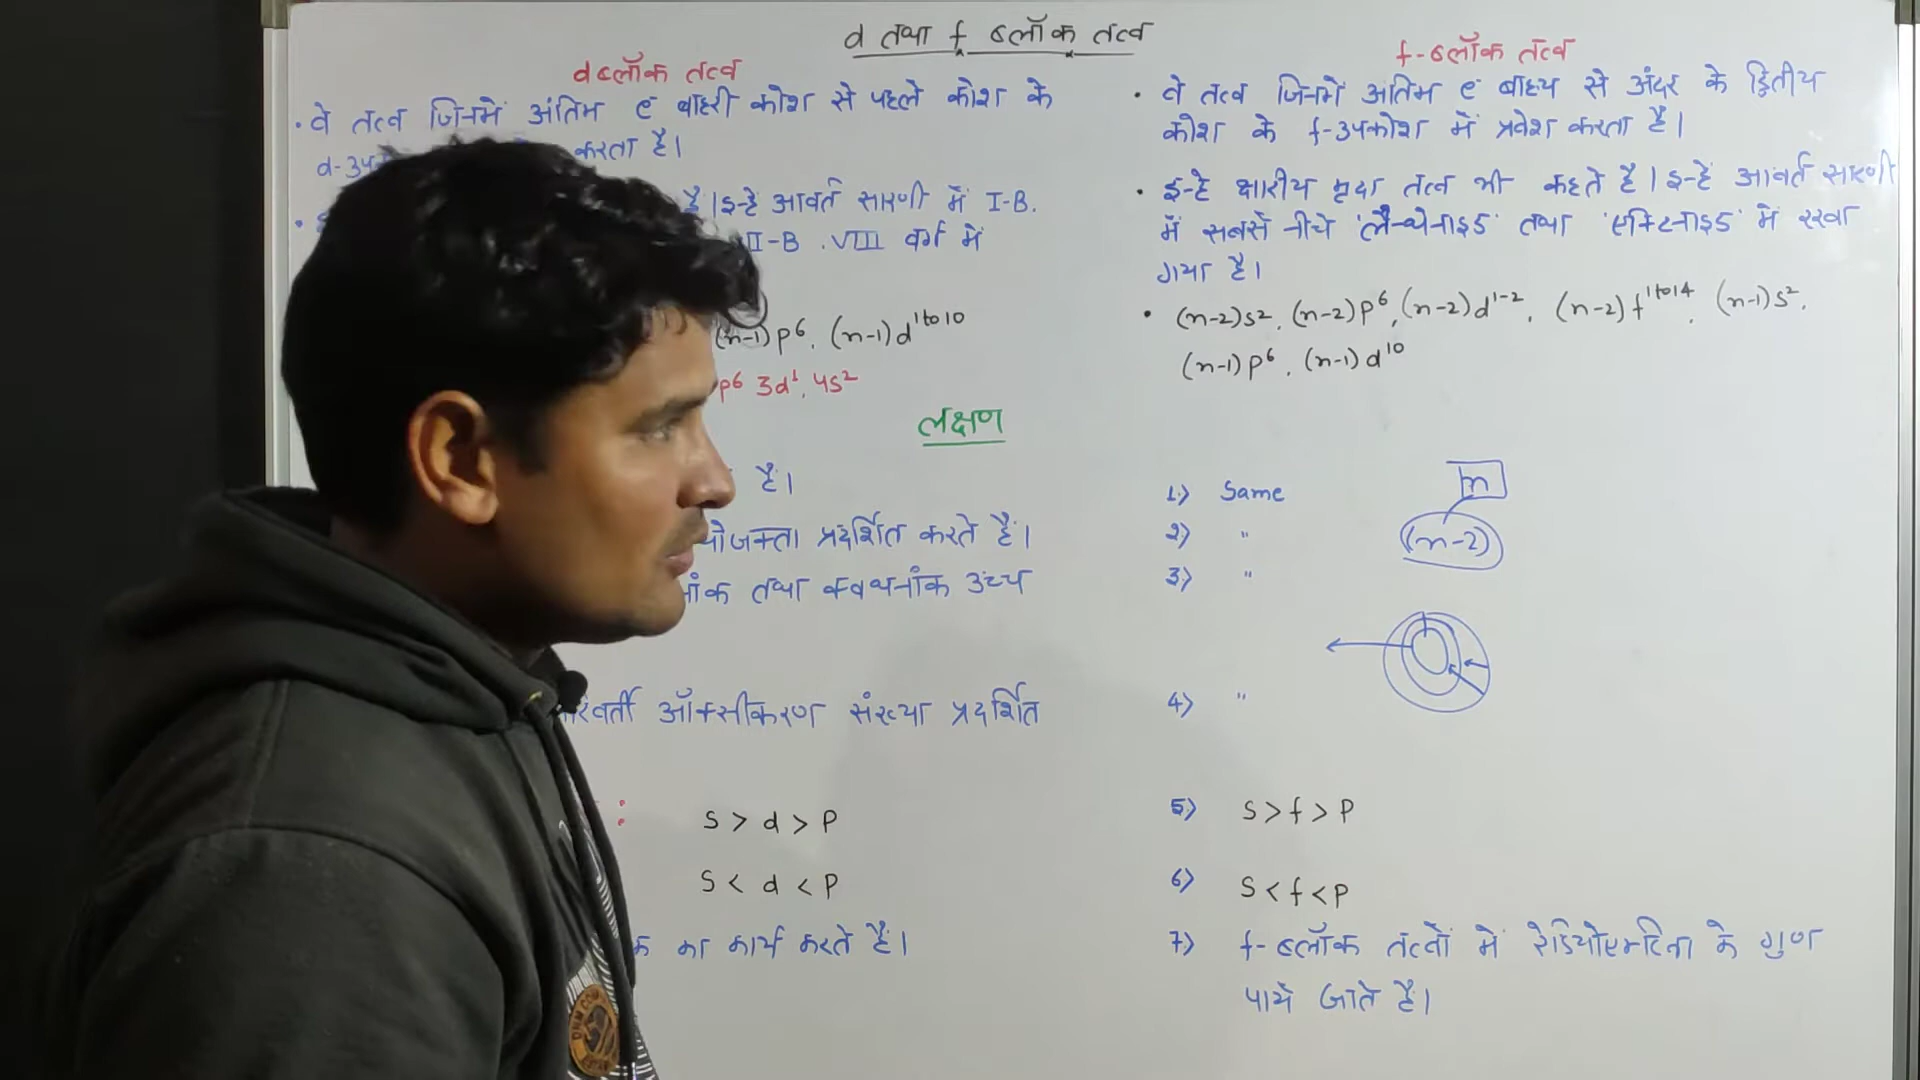 d तथा f ब्लॉक तत्व
d ब्लॉक तत्व
• वे तत्व जिनमें अंतिम e⁻ बाहरी कोश से पहले कोश के
d-उप करता है।
है। इन्हें आवर्त सारणी में I-B.
II-B . VIII वर्ग में
(n-1)p⁶, (n-1)d¹ᵗᵒ¹⁰
p⁶ 3d¹, 4s²
f-ब्लॉक तत्व
• वे तत्व जिनमें अंतिम e⁻ बाह्य से अंदर के द्वितीय
कोश के f-उपकोश में प्रवेश करता है।
• इन्हें क्षारीय मृदा तत्व भी कहते है। इन्हें आवर्त सारणी
में सबसे नीचे 'लैन्थेनाइड' तथा 'एक्टिनाइड' में रखा
गया है।
• (n-2)s², (n-2)p⁶, (n-2)d¹⁻², (n-2)f¹ᵗᵒ¹⁴, (n-1)s²,
(n-1)p⁶, (n-1)d¹⁰
लक्षण
है।
योजकता प्रदर्शित करते हैं।
तथा क्वथनांक उच्च
ऑक्सीकरण संख्या प्रदर्शित
: s > d > p
s < d < p
का कार्य करते हैं।
1) Same
2) "
3) "
4) "
n
(n-2)
5) s > f > p
6) s < f < p
7) f-ब्लॉक तत्वों में रेडियोएक्टिवता के गुण
पाये जाते है।